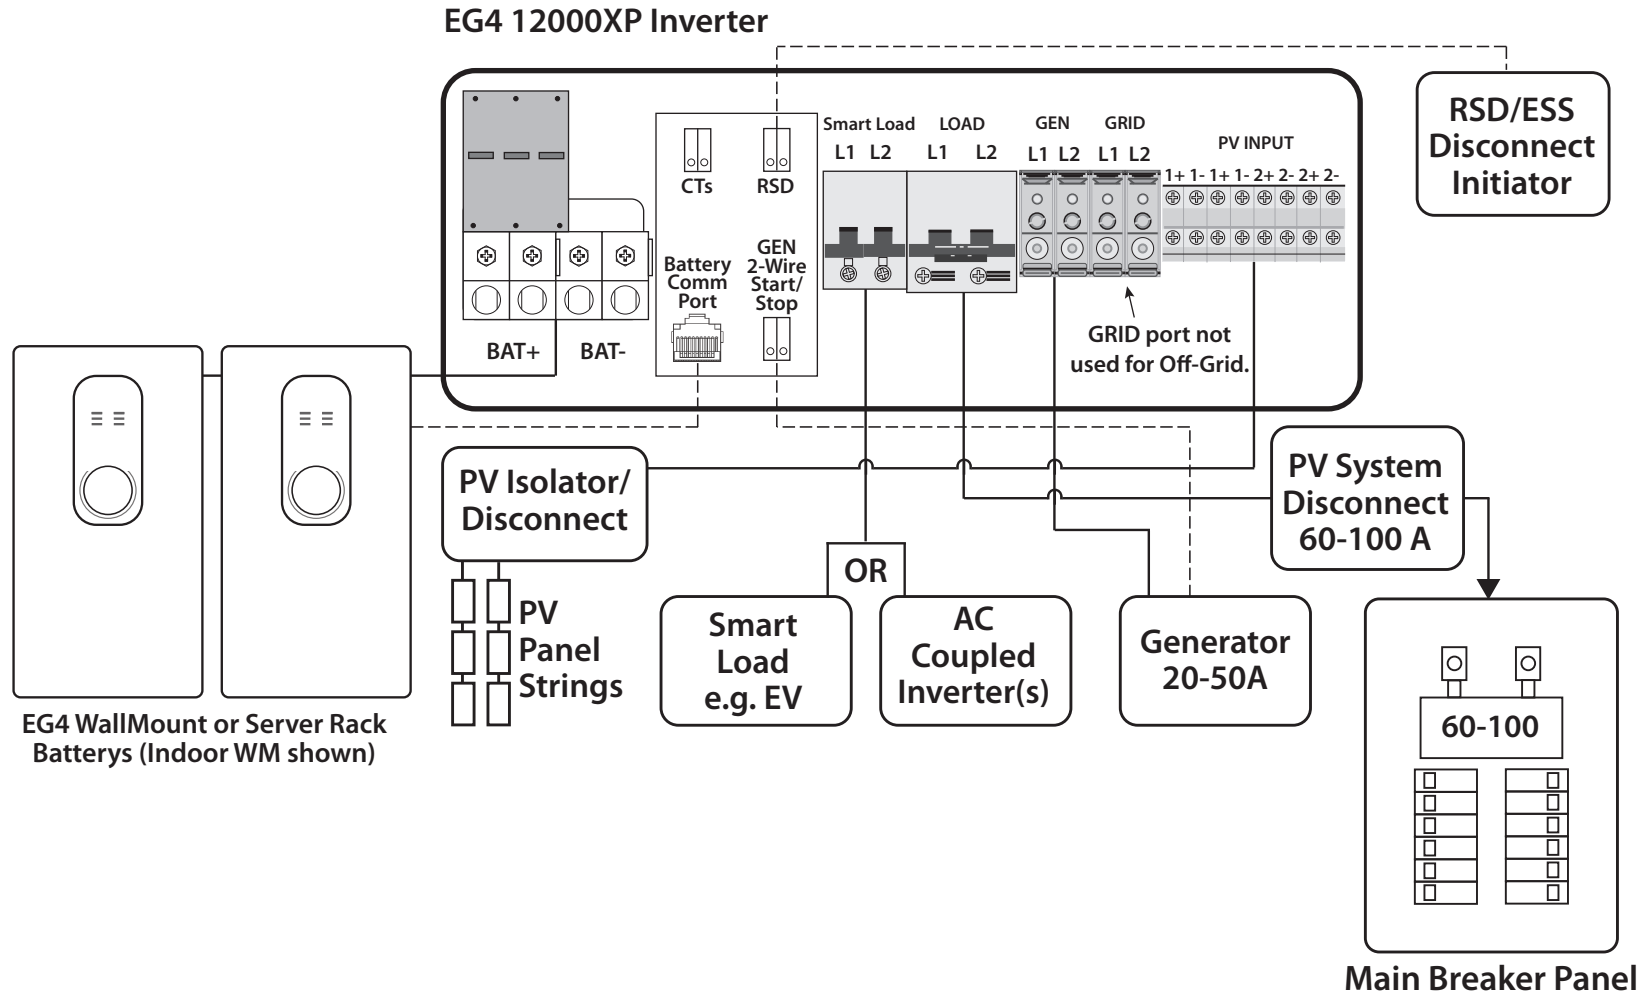 EG4 12000XP Inverter
RSD/ESS
Disconnect
Initiator
Smart Load
L1 L2
LOAD
L1 L2
GEN
L1 L2
GRID
L1 L2
PV INPUT
1+ 1- 1+ 1- 2+ 2- 2+ 2-
CTs
RSD
Battery
Comm
Port
GEN
2-Wire
Start/
Stop
BAT+
BAT-
GRID port not
used for Off-Grid.
PV Isolator/
Disconnect
PV System
Disconnect
60-100 A
PV
Panel
Strings
OR
Smart
Load
e.g. EV
AC
Coupled
Inverter(s)
Generator
20-50A
EG4 WallMount or Server Rack
Batterys (Indoor WM shown)
60-100
Main Breaker Panel